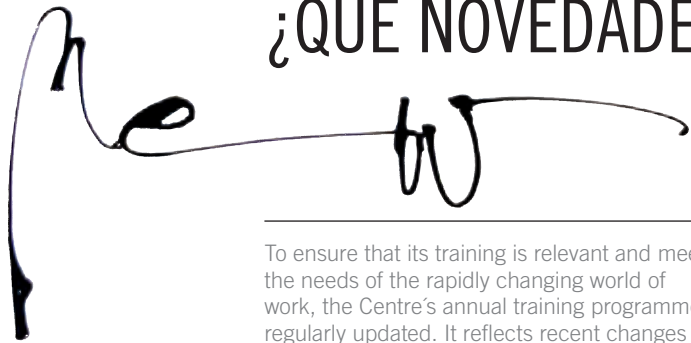 ¿QUE NOVEDADE
New
To ensure that its training is relevant and mee
the needs of the rapidly changing world of
work, the Centre´s annual training programm
regularly updated. It reflects recent changes